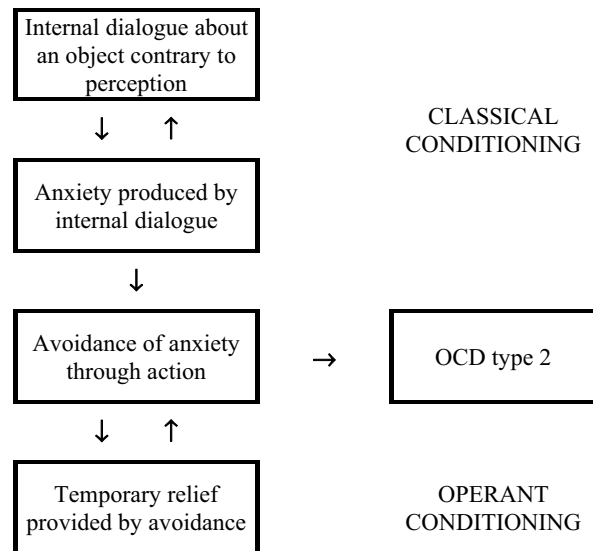 Internal dialogue about
an object contrary to
perception
↓ ↑
CLASSICAL
CONDITIONING
Anxiety produced by
internal dialogue
↓
Avoidance of anxiety
through action
→
OCD type 2
↓ ↑
Temporary relief
provided by avoidance
OPERANT
CONDITIONING